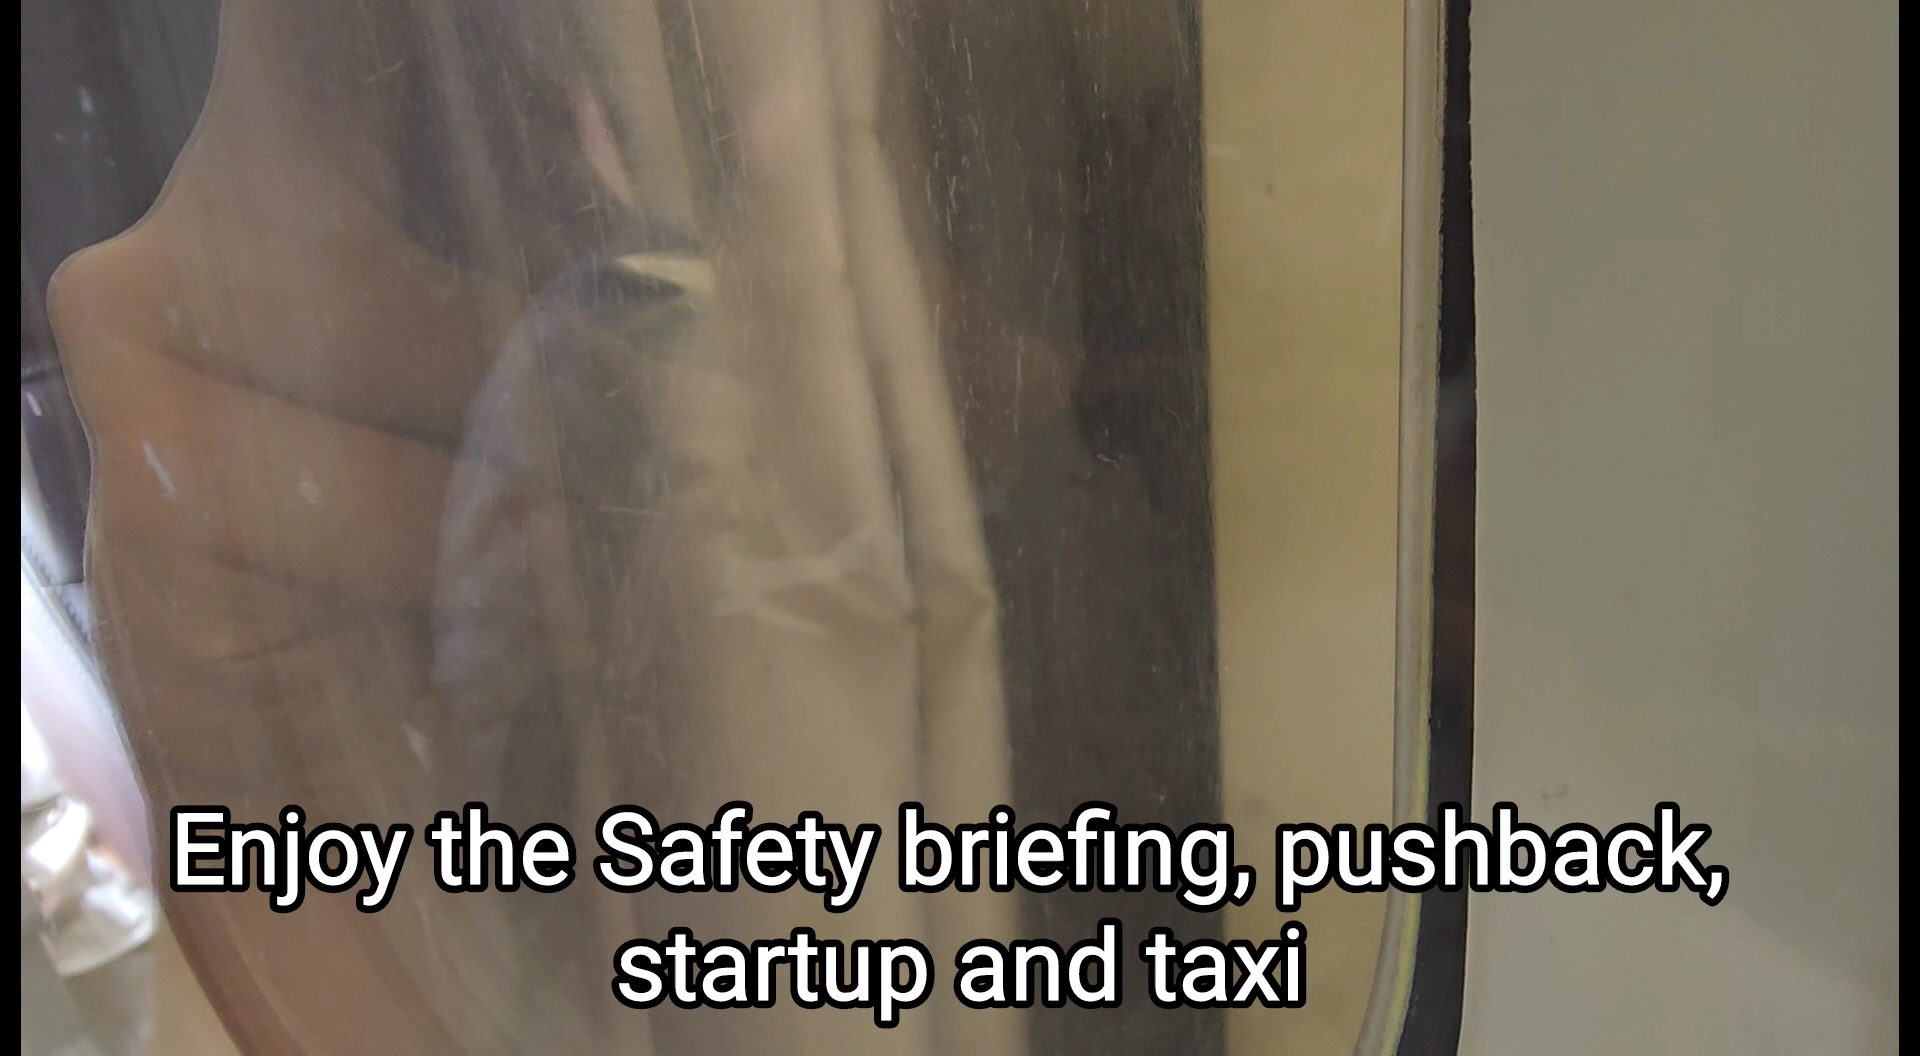 Enjoy the Safety briefing, pushback,
startup and taxi